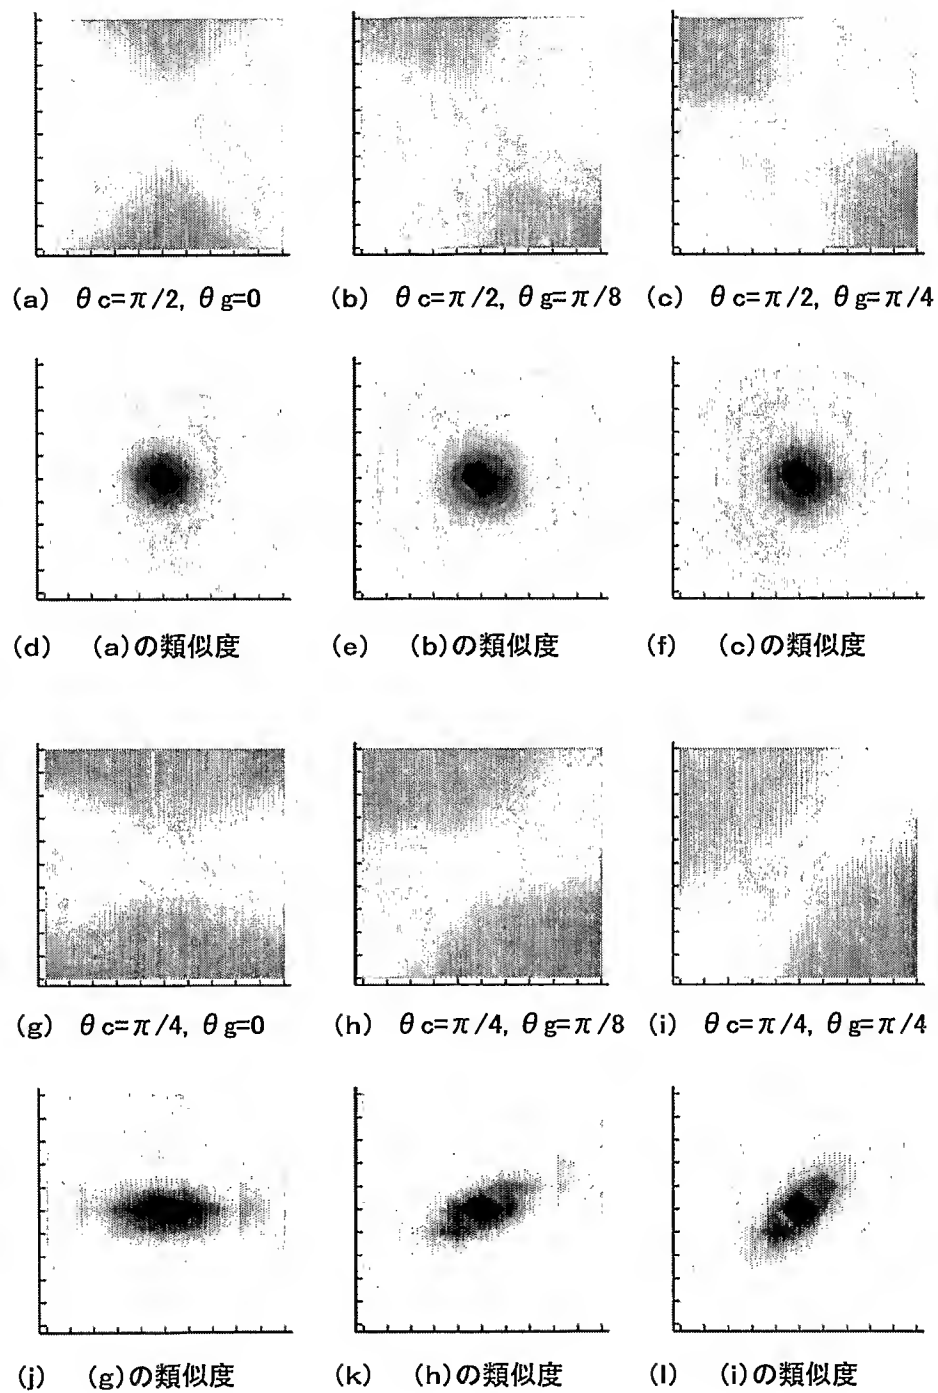 (a) θc=π/2, θg=0
(b) θc=π/2, θg=π/8
(c) θc=π/2, θg=π/4
(d) (a)の類似度
(e) (b)の類似度
(f) (c)の類似度
(g) θc=π/4, θg=0
(h) θc=π/4, θg=π/8
(i) θc=π/4, θg=π/4
(j) (g)の類似度
(k) (h)の類似度
(l) (i)の類似度